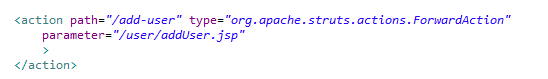 <action path="/add-user" type="org.apache.struts.actions.ForwardAction"
parameter="/user/addUser.jsp"
>
</action>